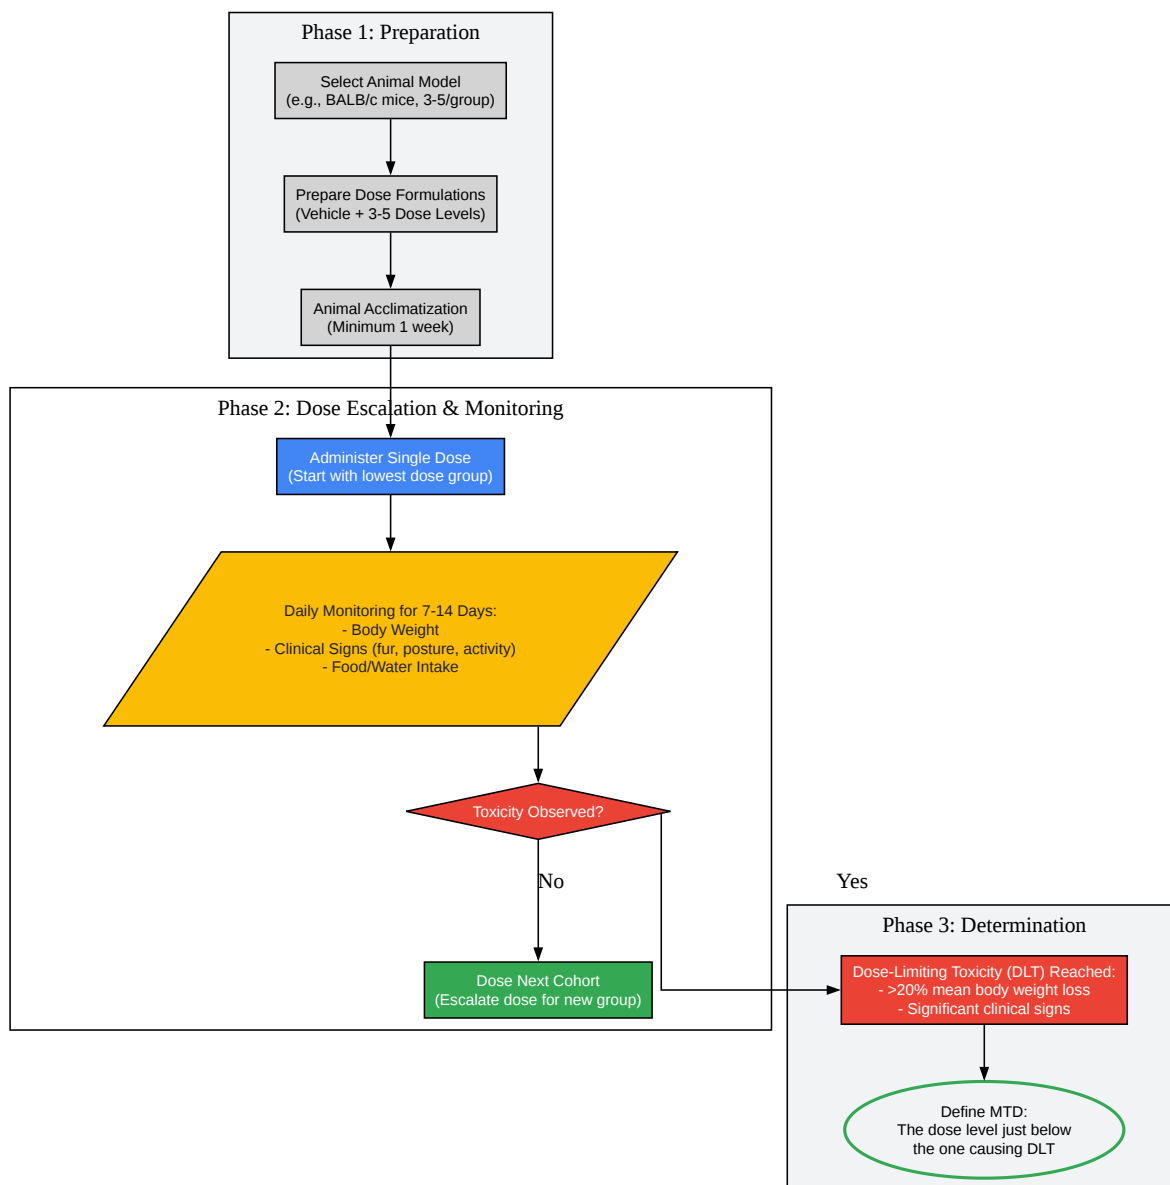 Phase 1: Preparation
Select Animal Model
(e.g., BALB/c mice, 3-5/group)
Prepare Dose Formulations
(Vehicle + 3-5 Dose Levels)
Animal Acclimatization
(Minimum 1 week)
Phase 2: Dose Escalation & Monitoring
Administer Single Dose
(Start with lowest dose group)
Daily Monitoring for 7-14 Days:
- Body Weight
- Clinical Signs (fur, posture, activity)
- Food/Water Intake
Toxicity Observed?
No
Yes
Dose Next Cohort
(Escalate dose for new group)
Phase 3: Determination
Dose-Limiting Toxicity (DLT) Reached:
- >20% mean body weight loss
- Significant clinical signs
Define MTD:
The dose level just below
the one causing DLT